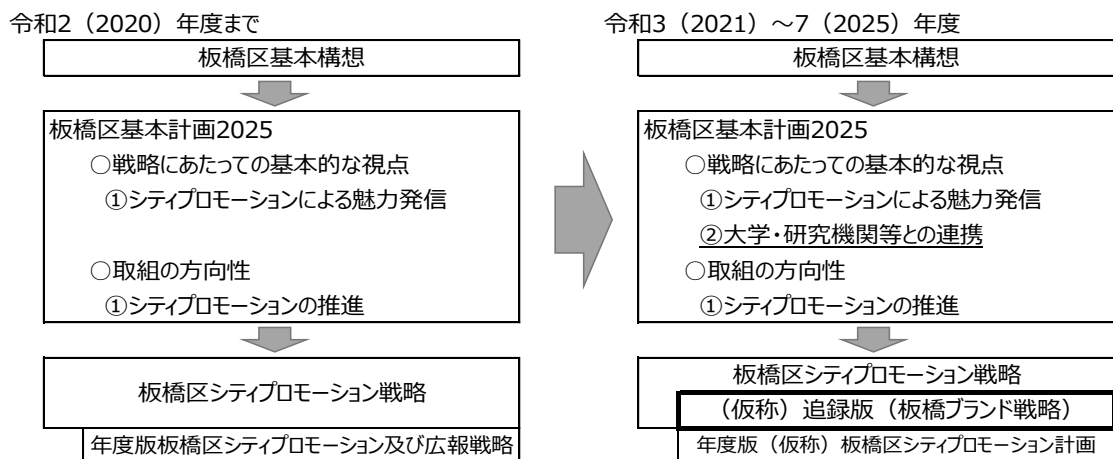 令和2（2020）年度まで
板橋区基本構想
板橋区基本計画2025
○戦略にあたっての基本的な視点
①シティプロモーションによる魅力発信
○取組の方向性
①シティプロモーションの推進
板橋区シティプロモーション戦略
年度版板橋区シティプロモーション及び広報戦略
令和3（2021）～7（2025）年度
板橋区基本構想
板橋区基本計画2025
○戦略にあたっての基本的な視点
①シティプロモーションによる魅力発信
②大学・研究機関等との連携
○取組の方向性
①シティプロモーションの推進
板橋区シティプロモーション戦略
（仮称）追録版（板橋ブランド戦略）
年度版（仮称）板橋区シティプロモーション計画